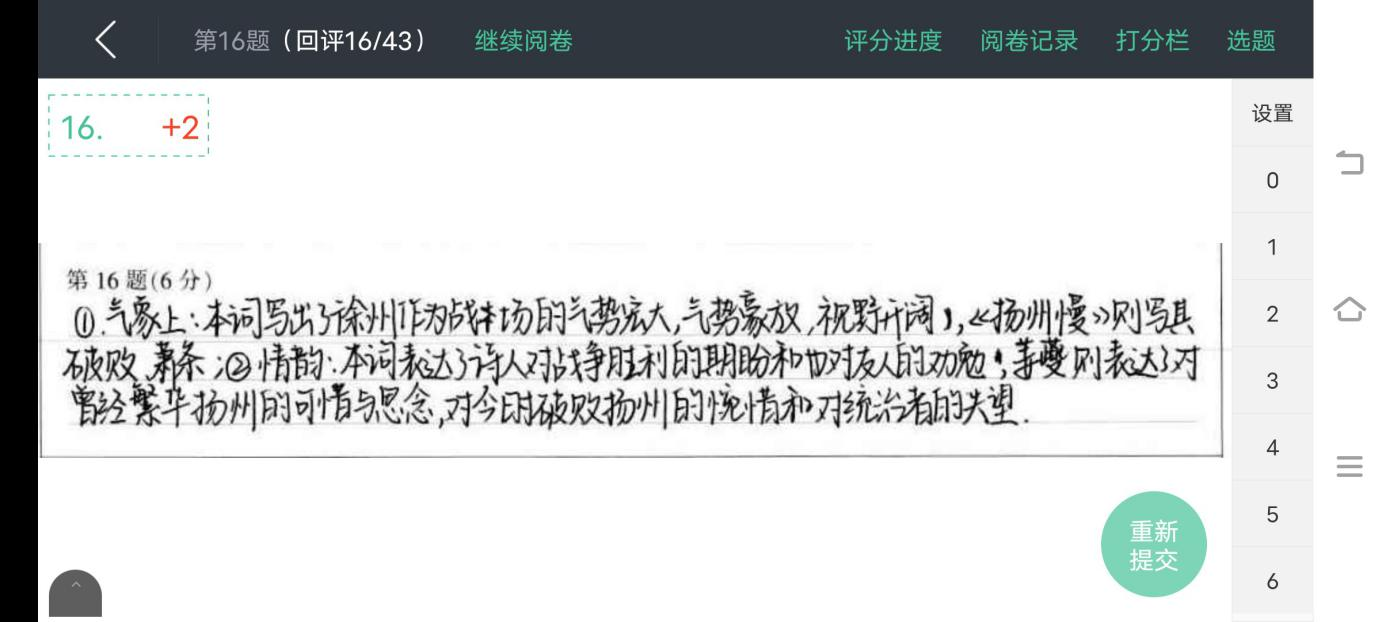 第16题（回评16/43） 继续阅卷 评分进度 阅卷记录 打分栏 选题
16. +2
设置
0
1
2
3
4
5
6
第 16 题(6 分)
①.气象上:本词写出了徐州作为战场的气势宏大,气势豪放,视野开阔,《扬州慢》则写其
破败,萧条;②情韵:本词表达了诗人对战争胜利的期盼和对友人的劝勉;姜夔则表达了对
曾经繁华扬州的可惜与思念,对今日破败扬州的惋惜和对统治者的失望.
重新
提交